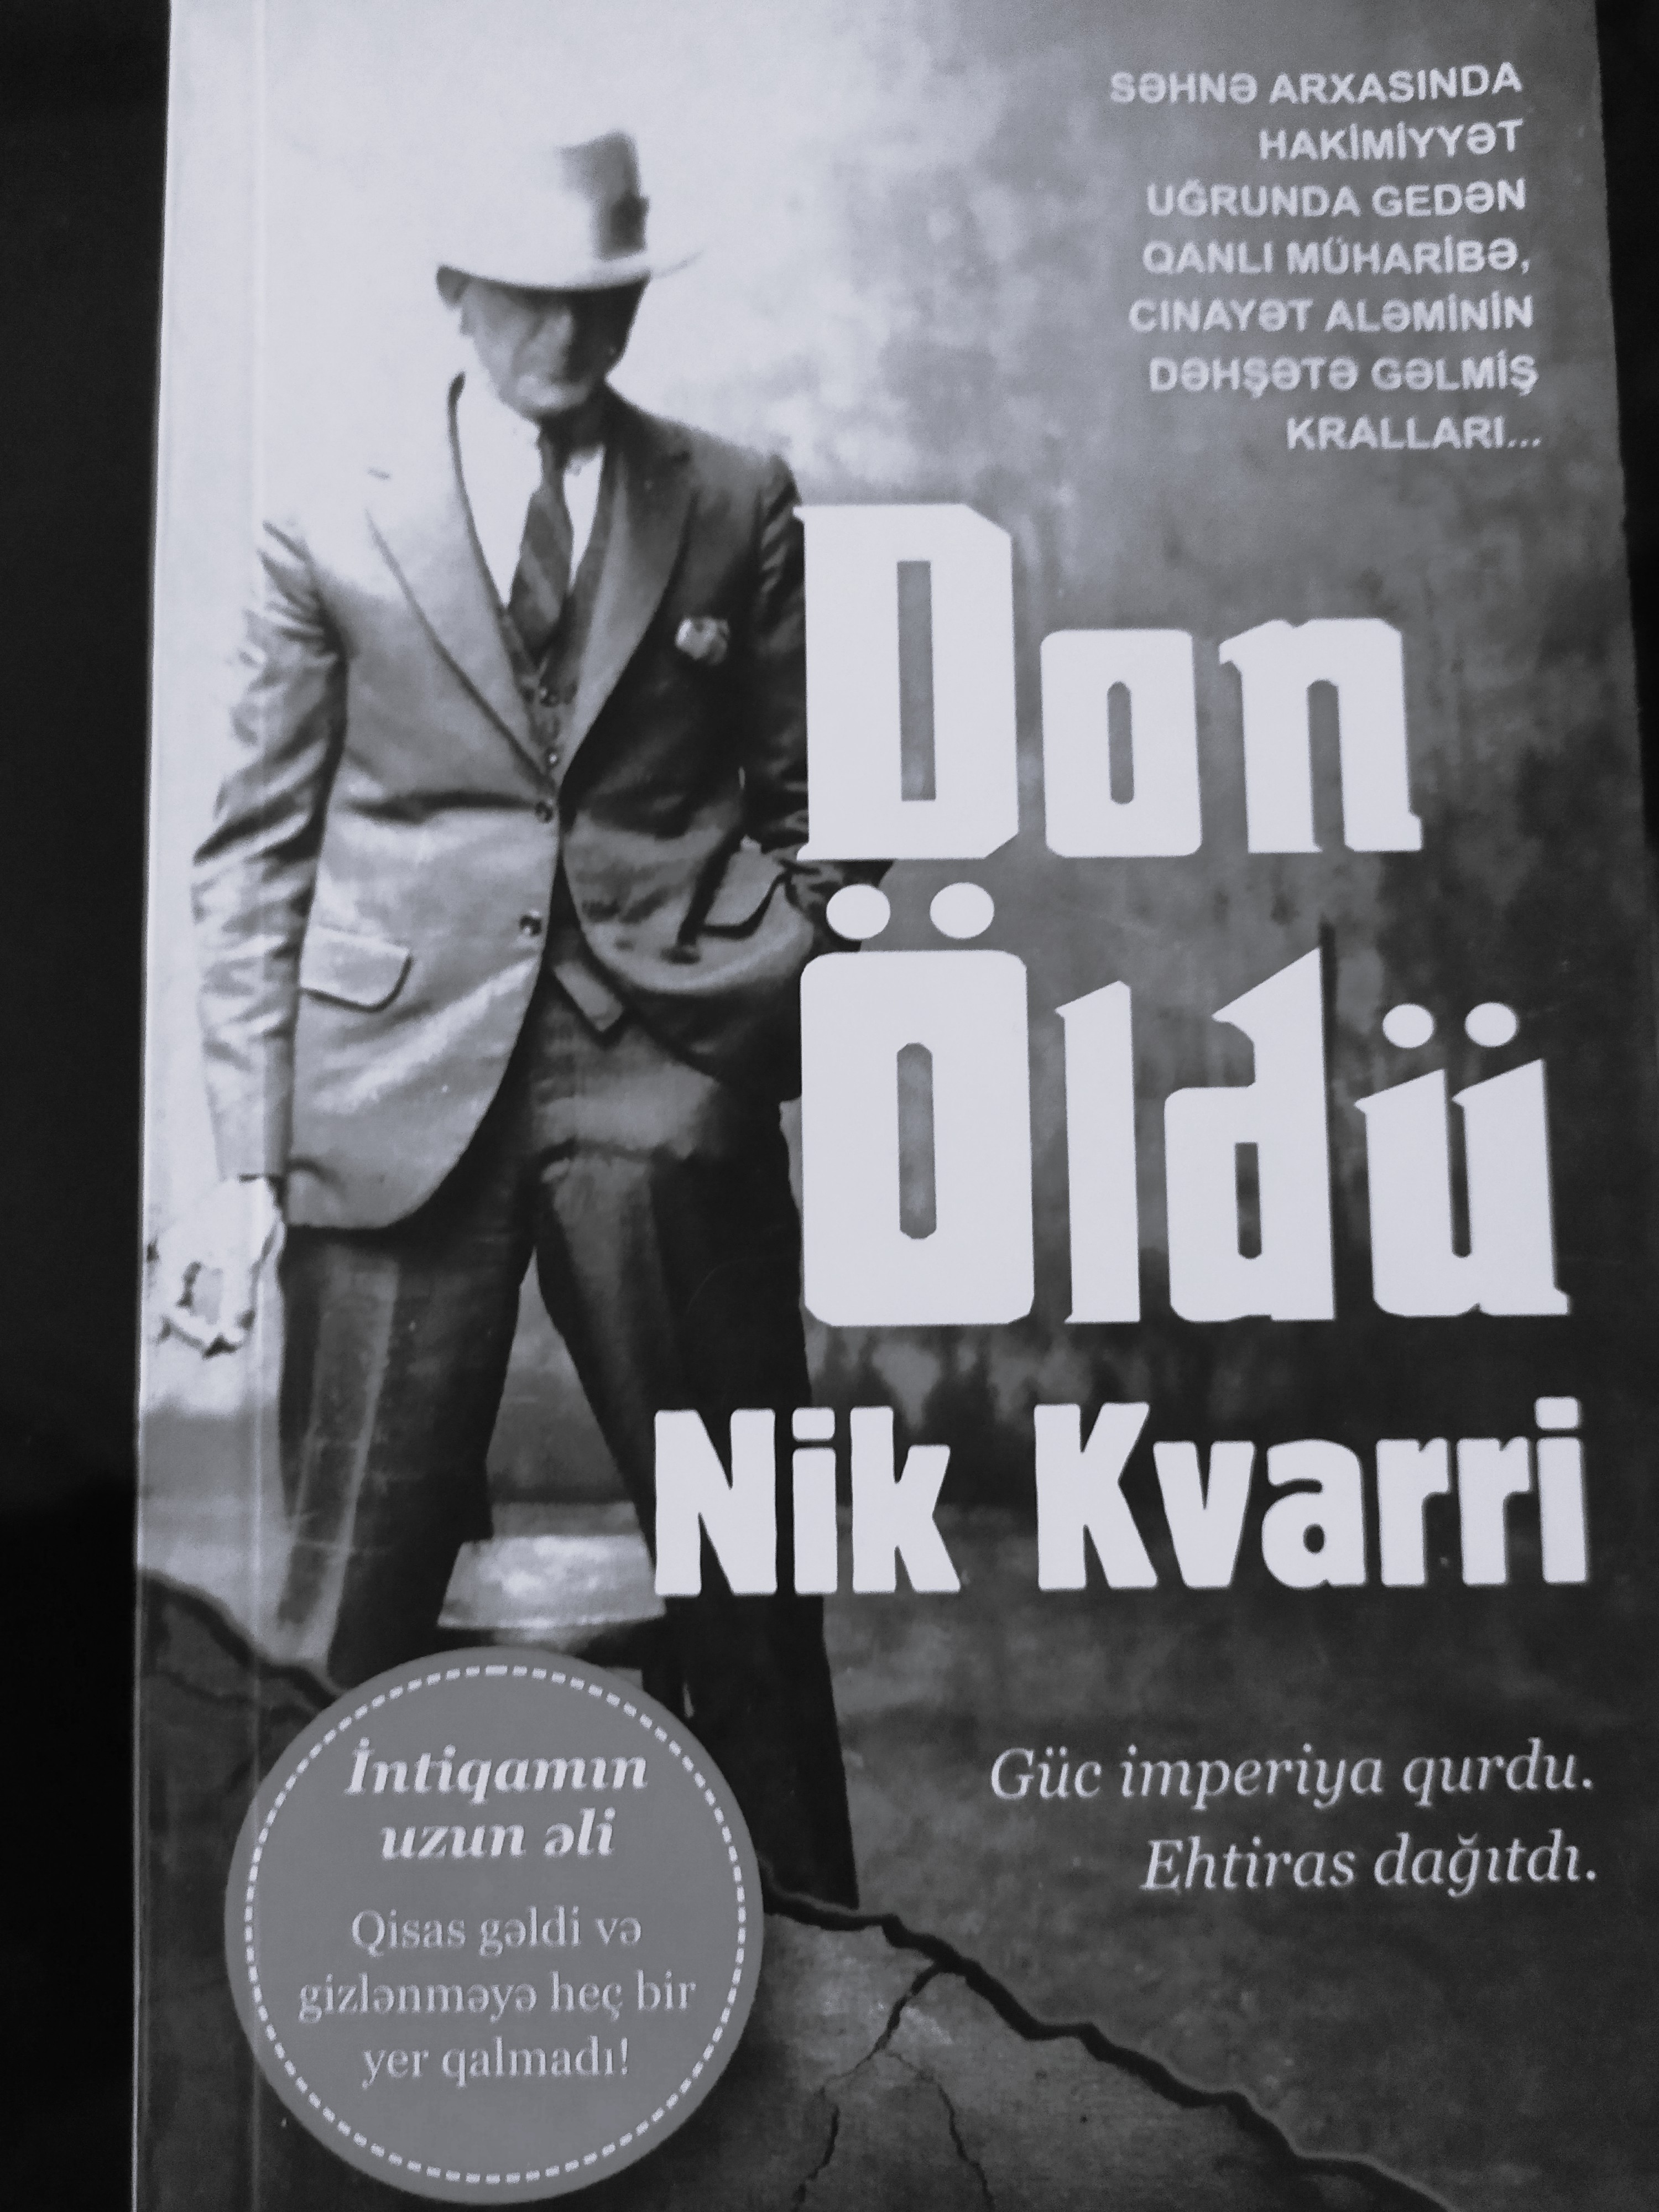 SƏHNƏ ARXASINDA
HAKİMİYYƏT
UĞRUNDA GEDƏN
QANLI MÜHARİBƏ,
CINAYƏT ALƏMİNİN
DƏHŞƏTƏ GƏLMİŞ
KRALLARI...
Don
Öldü
Nik Kvarri
Güc imperiya qurdu.
Ehtiras dağıtdı.
İntiqamın
uzun əli
Qisas gəldi və
gizlənməyə heç bir
yer qalmadı!